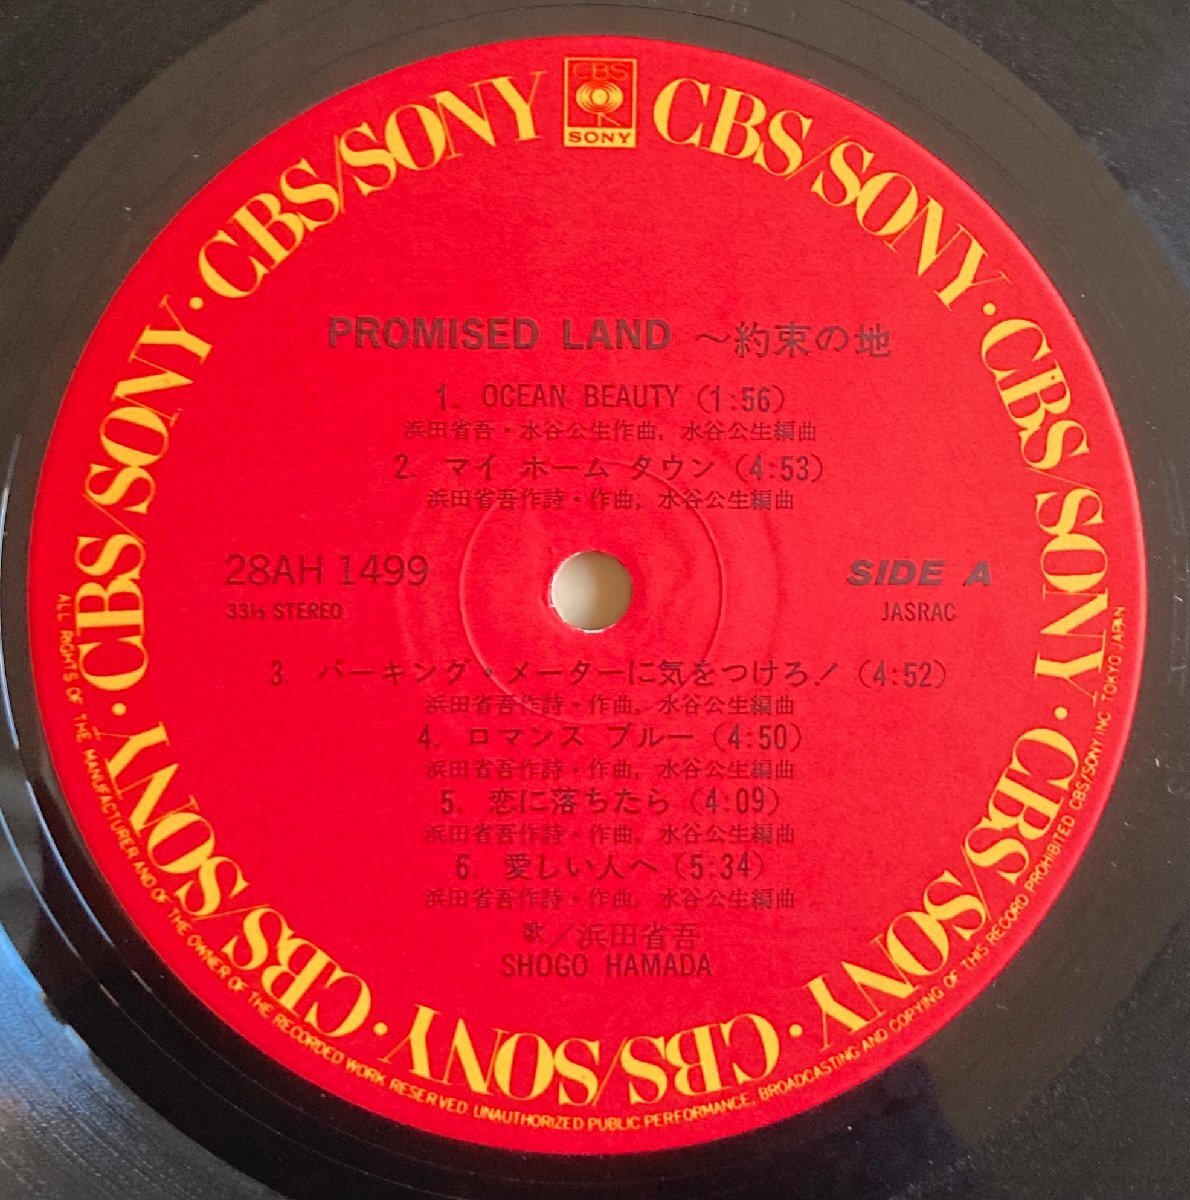 CBS
SONY
CBS/SONY · CBS/SONY · CBS/SONY · CBS/SONY · CBS/SONY · CBS/SONY · CBS/SONY · CBS/SONY · CBS/SONY
PROMISED LAND ～約束の地
1. OCEAN BEAUTY (1:56)
浜田省吾・水谷公生作曲, 水谷公生編曲
2. マイ ホーム タウン (4:53)
浜田省吾作詩・作曲, 水谷公生編曲
28AH 1499
33⅓ STEREO
SIDE A
JASRAC
3. パーキング・メーターに気をつけろ! (4:52)
浜田省吾作詩・作曲, 水谷公生編曲
4. ロマンス ブルー (4:50)
浜田省吾作詩・作曲, 水谷公生編曲
5. 恋に落ちたら (4:09)
浜田省吾作詩・作曲, 水谷公生編曲
6. 愛しい人へ (5:34)
浜田省吾作詩・作曲, 水谷公生編曲
歌／浜田省吾
SHOGO HAMADA
ALL RIGHTS OF THE MANUFACTURER AND OF THE OWNER OF THE RECORDED WORK RESERVED. UNAUTHORIZED PUBLIC PERFORMANCE, BROADCASTING AND COPYING OF THIS RECORD PROHIBITED CBS/SONY INC. TOKYO JAPAN